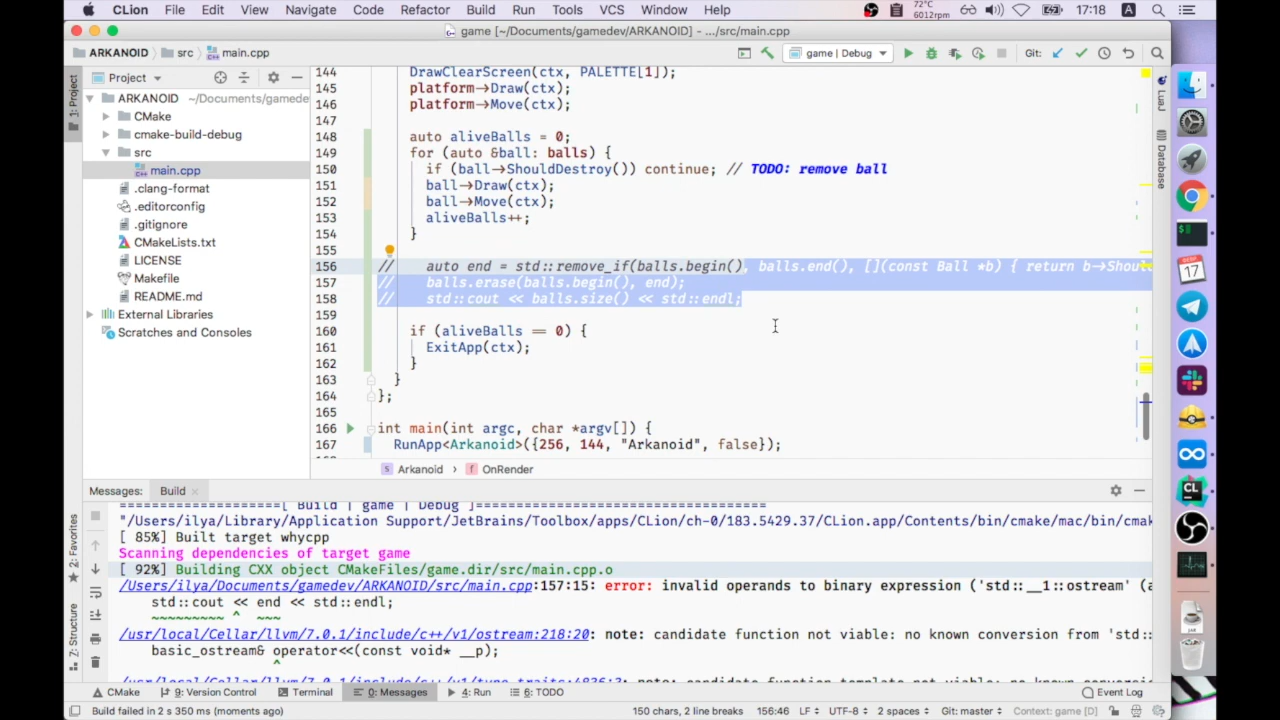 CLion File Edit View Navigate Code Refactor Build Run Tools VCS Window Help 72°C 6012rpm 17:18 A
game [~/Documents/gamedev/ARKANOID] - .../src/main.cpp
ARKANOID src main.cpp game | Debug Git:
1: Project
Project
ARKANOID ~/Documents/gamede
CMake
cmake-build-debug
src
main.cpp
.clang-format
.editorconfig
.gitignore
CMakeLists.txt
LICENSE
Makefile
README.md
External Libraries
Scratches and Consoles
144 DrawClearScreen(ctx, PALETTE[1]);
145 platform→Draw(ctx);
146 platform→Move(ctx);
147
148 auto aliveBalls = 0;
149 for (auto &ball: balls) {
150 if (ball→ShouldDestroy()) continue; // TODO: remove ball
151 ball→Draw(ctx);
152 ball→Move(ctx);
153 aliveBalls++;
154 }
155
156 // auto end = std::remove_if(balls.begin(), balls.end(), [](const Ball *b) { return b→Shou
157 // balls.erase(balls.begin(), end);
158 // std::cout << balls.size() << std::endl;
159
160 if (aliveBalls == 0) {
161 ExitApp(ctx);
162 }
163 }
164 };
165
166 int main(int argc, char *argv[]) {
167 RunApp<Arkanoid>({256, 144, "Arkanoid", false});
Arkanoid › OnRender
LuaJ
Database
17
Messages: Build
====================[ Build | game | Debug ]====================
"/Users/ilya/Library/Application Support/JetBrains/Toolbox/apps/CLion/ch-0/183.5429.37/CLion.app/Contents/bin/cmake/mac/bin/cmak
[ 85%] Built target whycpp
Scanning dependencies of target game
[ 92%] Building CXX object CMakeFiles/game.dir/src/main.cpp.o
/Users/ilya/Documents/gamedev/ARKANOID/src/main.cpp:157:15: error: invalid operands to binary expression ('std::__1::ostream' (a
std::cout << end << std::endl;
~~~~~~~~~ ^ ~~~
/usr/local/Cellar/llvm/7.0.1/include/c++/v1/ostream:218:20: note: candidate function not viable: no known conversion from 'std::
basic_ostream& operator<<(const void* __p);
^
2: Favorites
7: Structure
CMake 9: Version Control Terminal 0: Messages 4: Run 6: TODO Event Log
Build failed in 2 s 350 ms (moments ago) 150 chars, 2 line breaks 156:46 LF UTF-8 2 spaces Git: master Context: game [D]